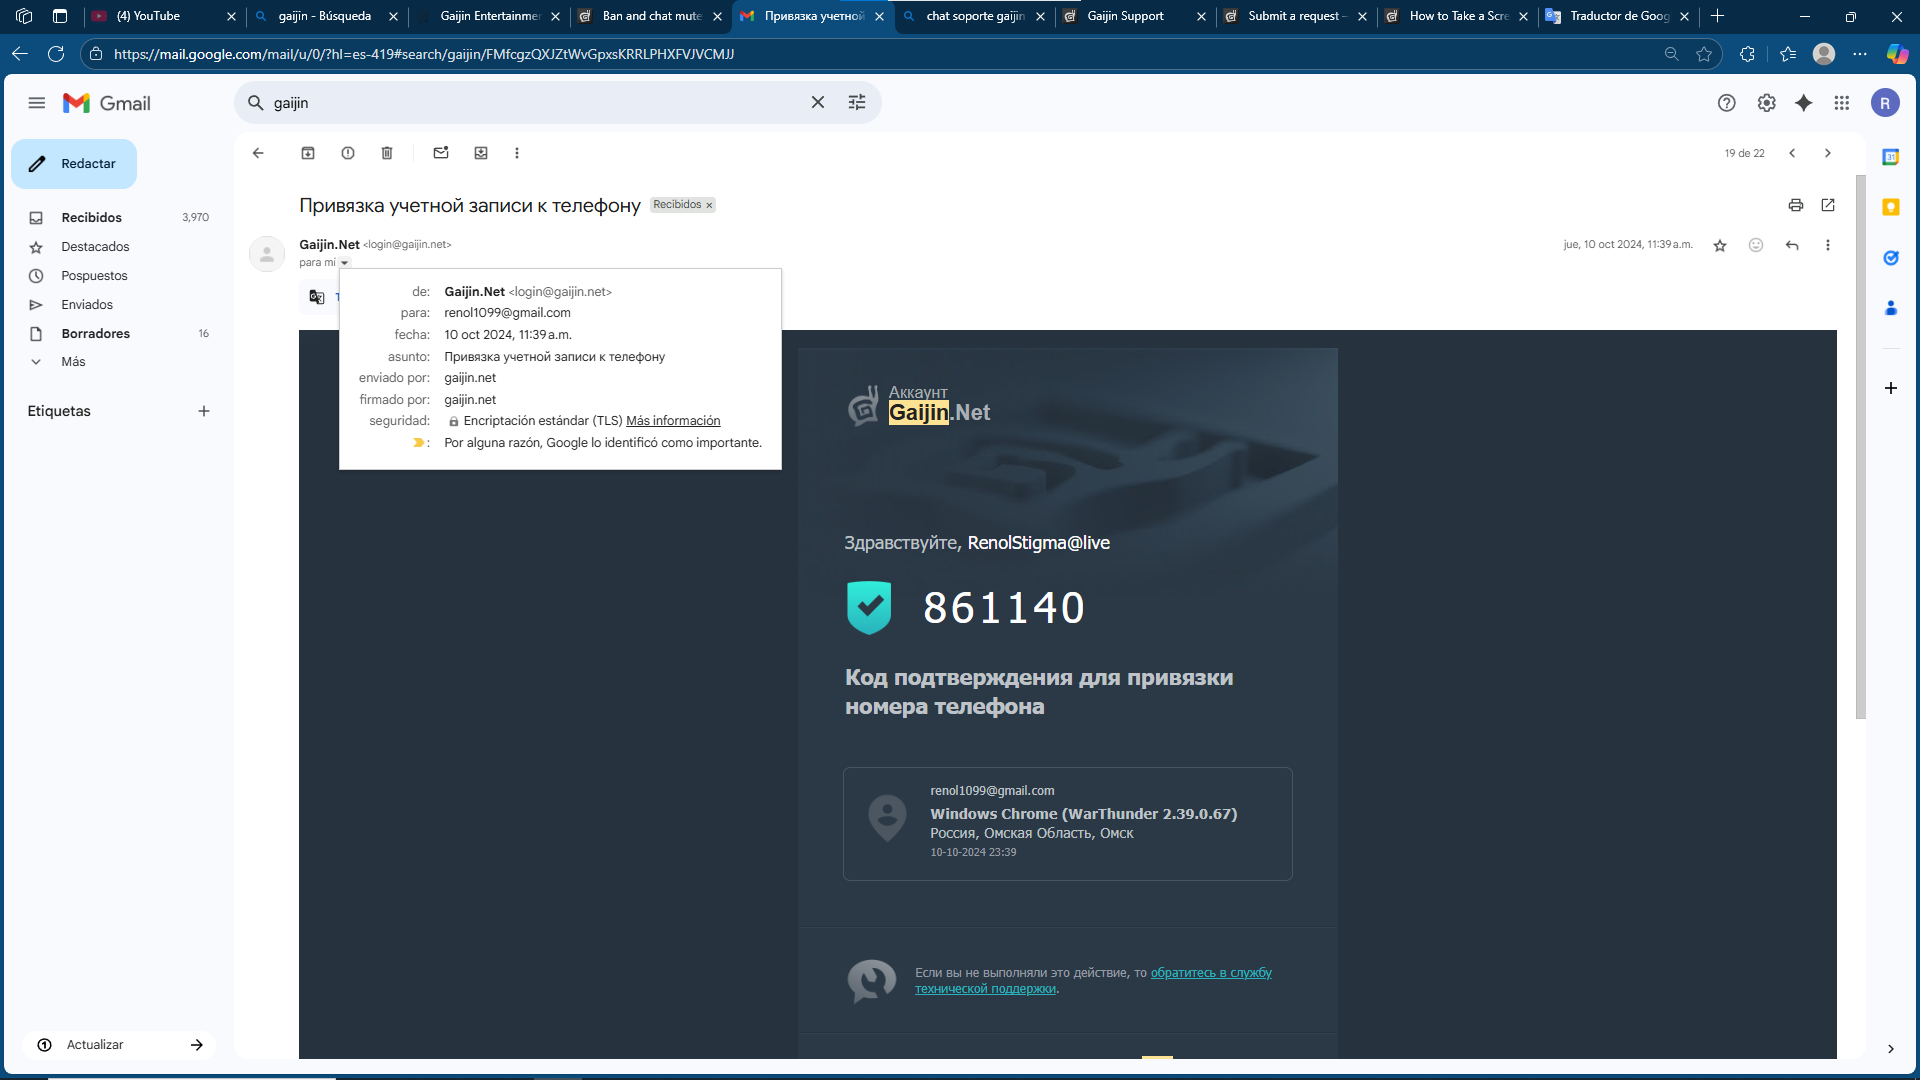 (4) YouTube
gaijin - Búsqueda
Gaijin Entertainmen
Ban and chat mute
Привязка учетной
chat soporte gaijin
Gaijin Support
Submit a request –
How to Take a Scre
Traductor de Goog
https://mail.google.com/mail/u/0/?hl=es-419#search/gaijin/FMfcgzQXJZtWvGpxsKRRLPHXFVJVCMJJ
Gmail
gaijin
R
Redactar
19 de 22
31
Recibidos 3,970
Destacados
Pospuestos
Enviados
Borradores 16
Más
Etiquetas
Привязка учетной записи к телефону Recibidos
Gaijin.Net <login@gaijin.net>
jue, 10 oct 2024, 11:39 a.m.
para mí
de: Gaijin.Net <login@gaijin.net>
para: renol1099@gmail.com
fecha: 10 oct 2024, 11:39 a.m.
asunto: Привязка учетной записи к телефону
enviado por: gaijin.net
firmado por: gaijin.net
seguridad: Encriptación estándar (TLS) Más información
: Por alguna razón, Google lo identificó como importante.
Аккаунт
Gaijin.Net
Здравствуйте, RenolStigma@live
861140
Код подтверждения для привязки
номера телефона
renol1099@gmail.com
Windows Chrome (WarThunder 2.39.0.67)
Россия, Омская Область, Омск
10-10-2024 23:39
Если вы не выполняли это действие, то обратитесь в службу
технической поддержки.
Actualizar